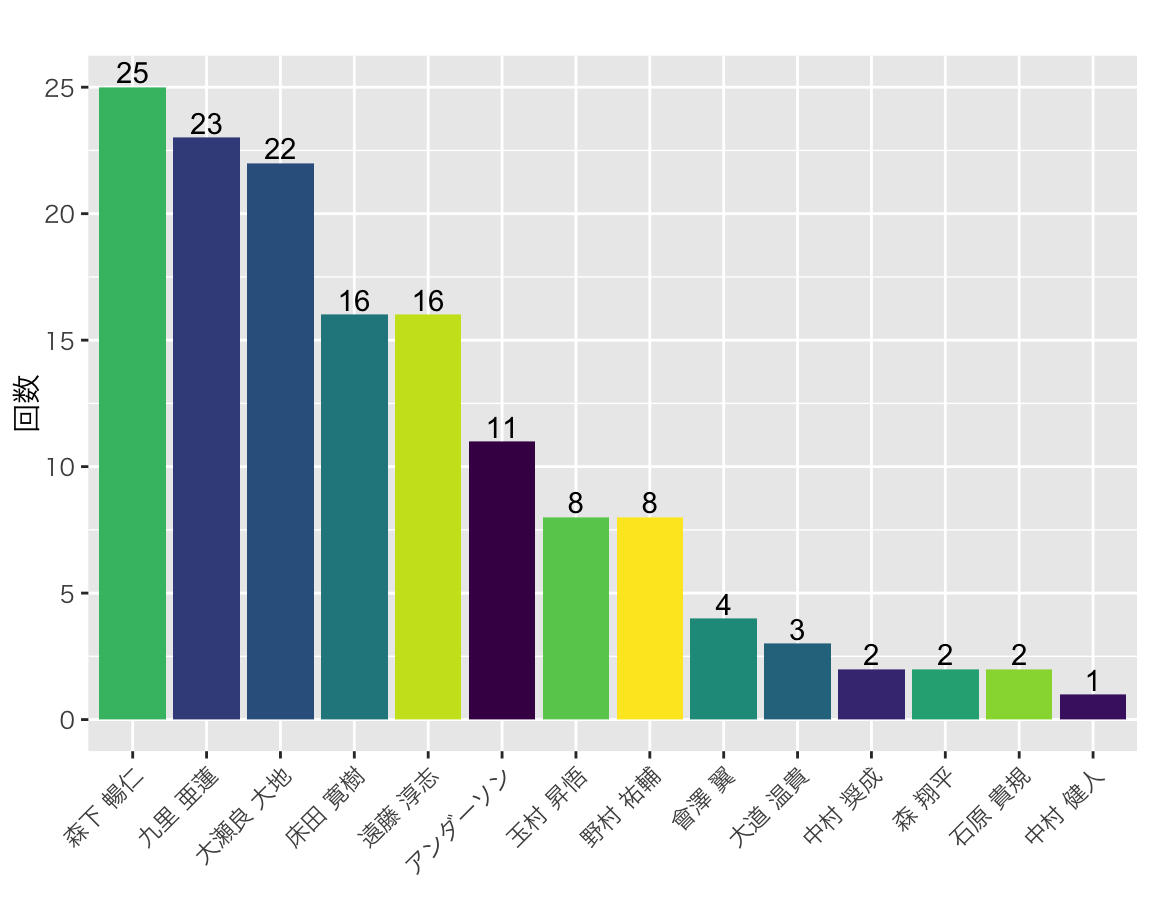 25
23
22
16
16
11
8
8
4
3
2
2
2
1
25
20
15
10
5
0
回数
森下 暢仁
九里 亜蓮
大瀬良 大地
床田 寛樹
遠藤 淳志
アンダーソン
玉村 昇悟
野村 祐輔
會澤 翼
大道 温貴
中村 奨成
森 翔平
石原 貴規
中村 健人